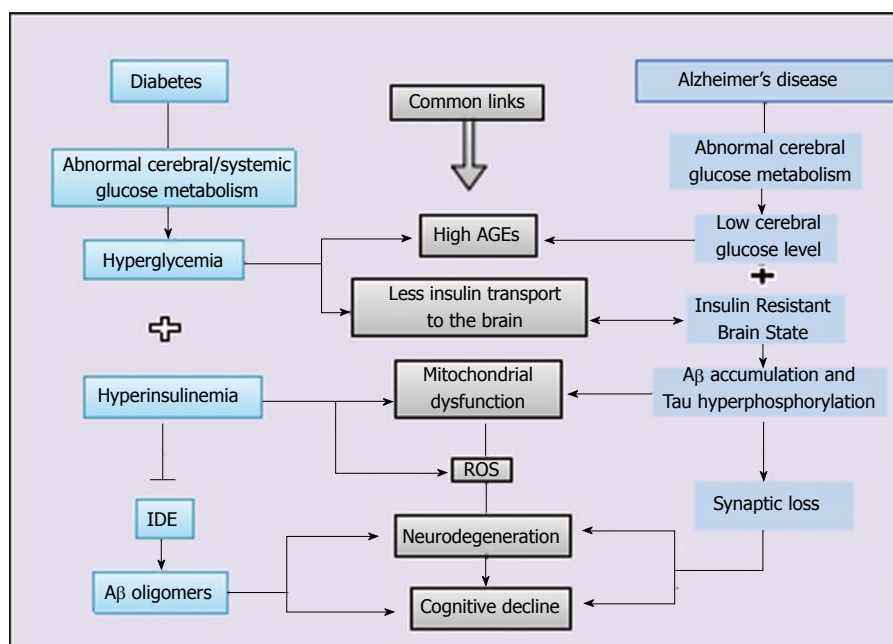 Diabetes
Abnormal cerebral/systemic
glucose metabolism
Hyperglycemia
Hyperinsulinemia
IDE
Aβ oligomers
Common links
High AGEs
Less insulin transport
to the brain
Mitochondrial
dysfunction
ROS
Neurodegeneration
Cognitive decline
Alzheimer's disease
Abnormal cerebral
glucose metabolism
Low cerebral
glucose level
Insulin Resistant
Brain State
Aβ accumulation and
Tau hyperphosphorylation
Synaptic loss